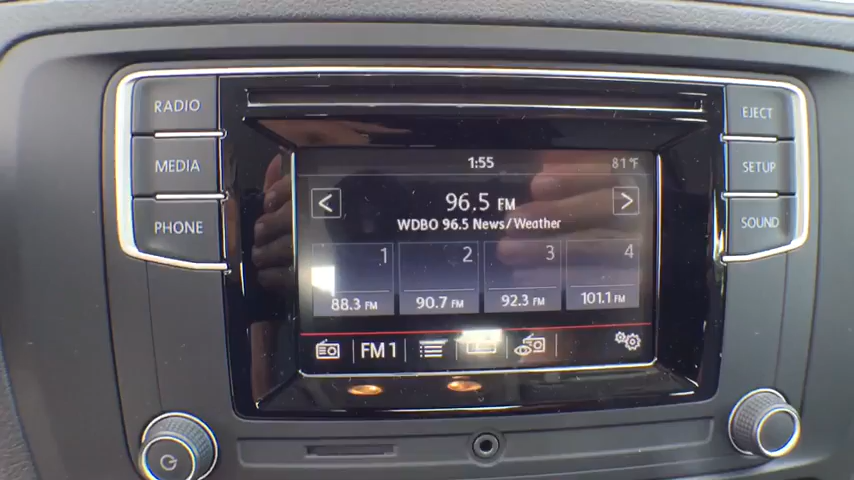 RADIO
MEDIA
PHONE
EJECT
SETUP
SOUND
1:55
81°F
< 96.5 FM >
WDBO 96.5 News/Weather
1 2 3 4
88.3 FM 90.7 FM 92.3 FM 101.1 FM
FM 1